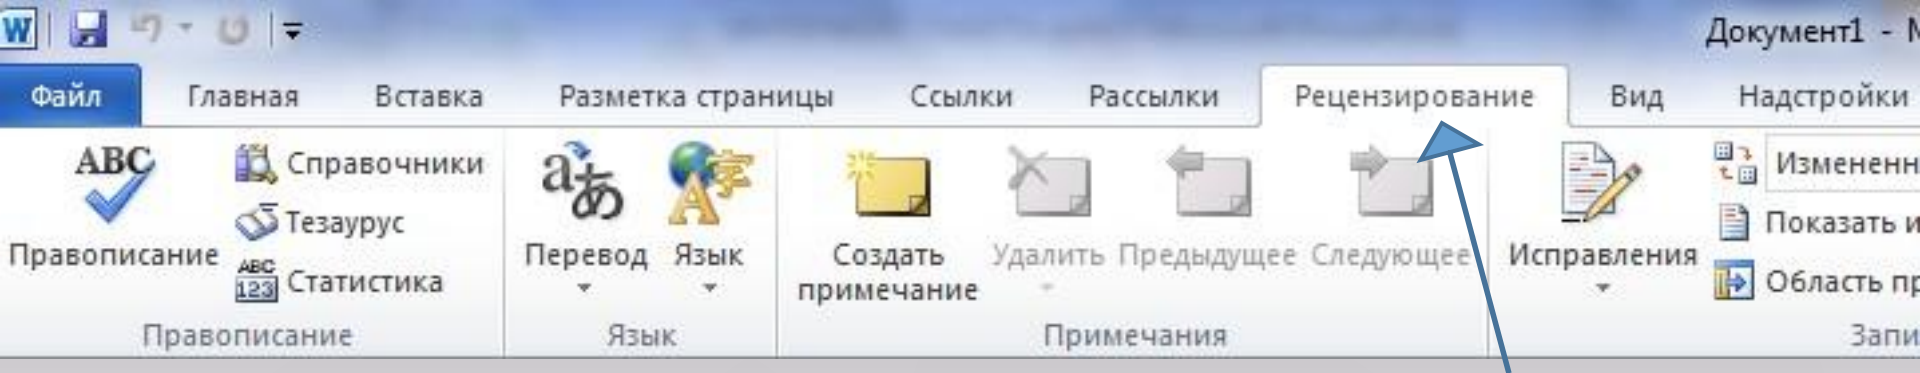 W
Документ1 -
Файл Главная Вставка Разметка страницы Ссылки Рассылки Рецензирование Вид Надстройки
ABC Справочники
Тезаурус
Правописание
ABC 123 Статистика
Правописание
Перевод Язык
Язык
Создать примечание Удалить Предыдущее Следующее
Примечания
Исправления
Измененн
Показать и
Область пр
Запи